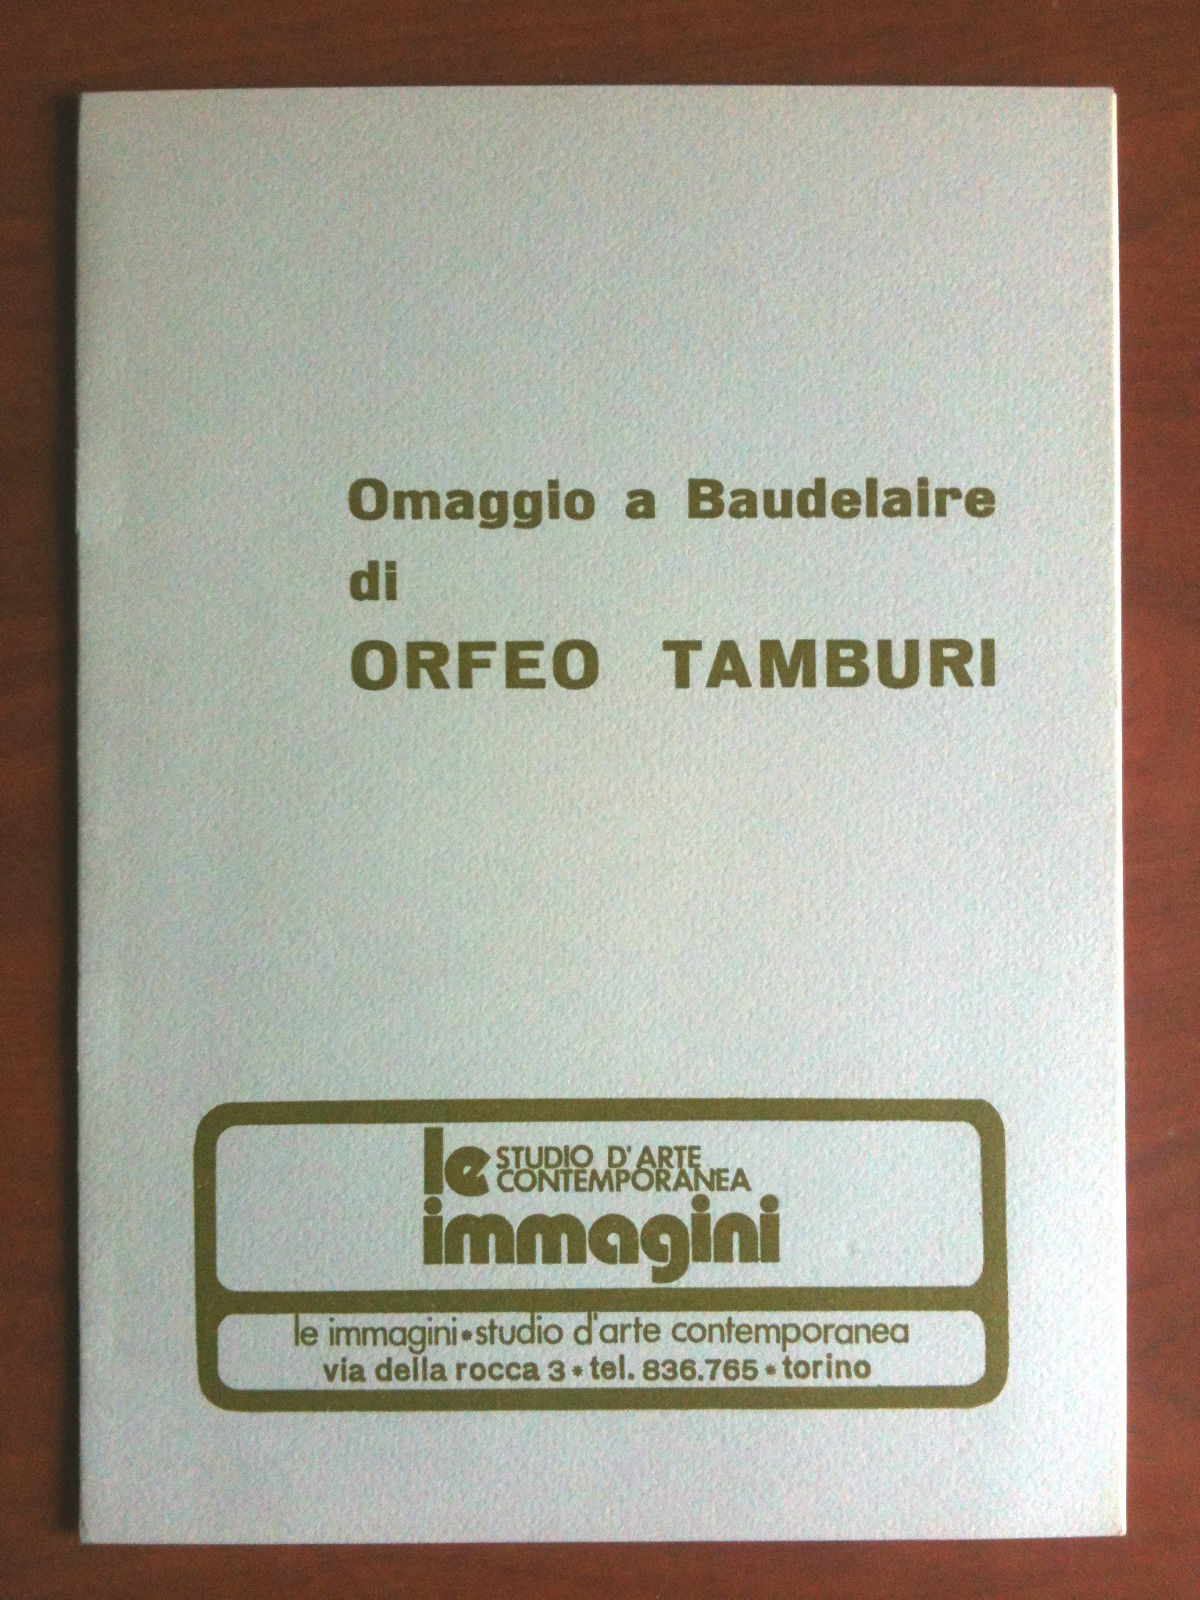 Omaggio a Baudelaire
di
ORFEO TAMBURI
le STUDIO D'ARTE
CONTEMPORANEA
immagini
le immagini•studio d'arte contemporanea
via della rocca 3•tel. 836.765•torino